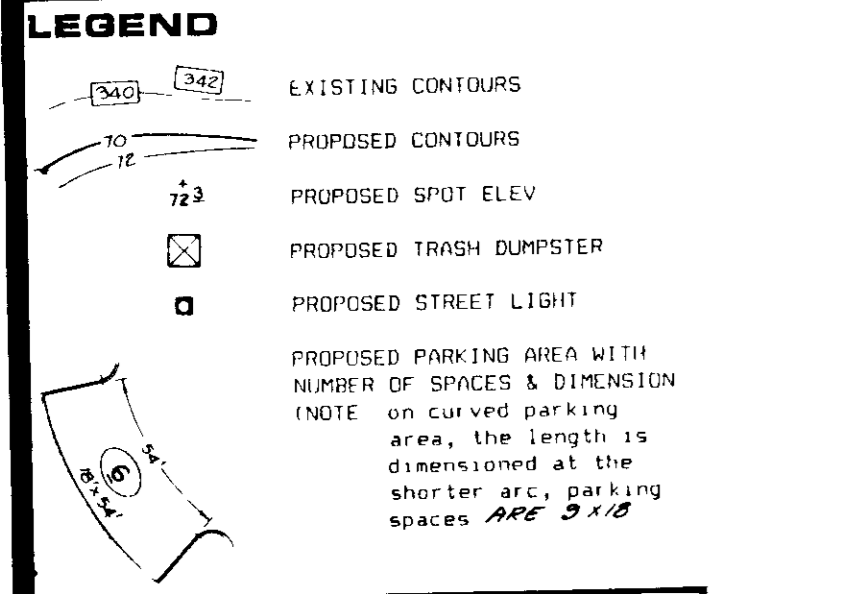 LEGEND
340 342 EXISTING CONTOURS
70 72 PROPOSED CONTOURS
+
72 3 PROPOSED SPOT ELEV
PROPOSED TRASH DUMPSTER
PROPOSED STREET LIGHT
PROPOSED PARKING AREA WITH
NUMBER OF SPACES & DIMENSION
(NOTE on curved parking
area, the length is
dimensioned at the
shorter arc, parking
spaces ARE 9 X 18
54'
6
18' x 54'